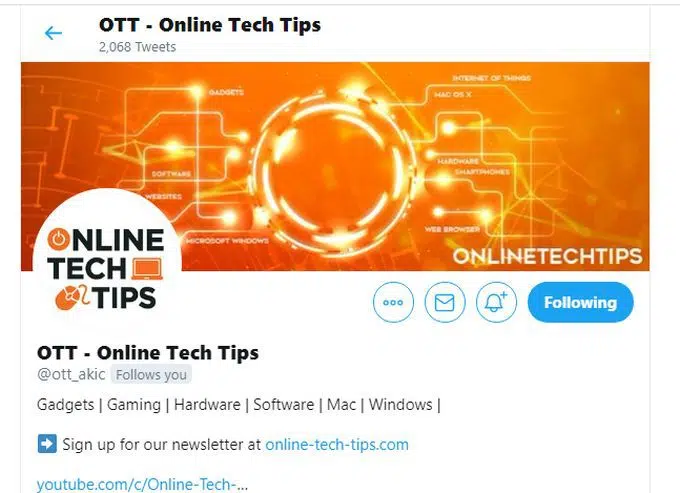 OTT - Online Tech Tips
2,068 Tweets
INTERNET OF THINGS
GADGETS
MAC OS X
HARDWARE
SOFTWARE
SMARTPHONES
WEBSITES
WEB BROWSER
MICROSOFT WINDOWS
ONLINETECHTIPS
ONLINE
TECH
TIPS
Following
OTT - Online Tech Tips
@ott_akic Follows you
Gadgets | Gaming | Hardware | Software | Mac | Windows |
➡ Sign up for our newsletter at online-tech-tips.com
youtube.com/c/Online-Tech-...